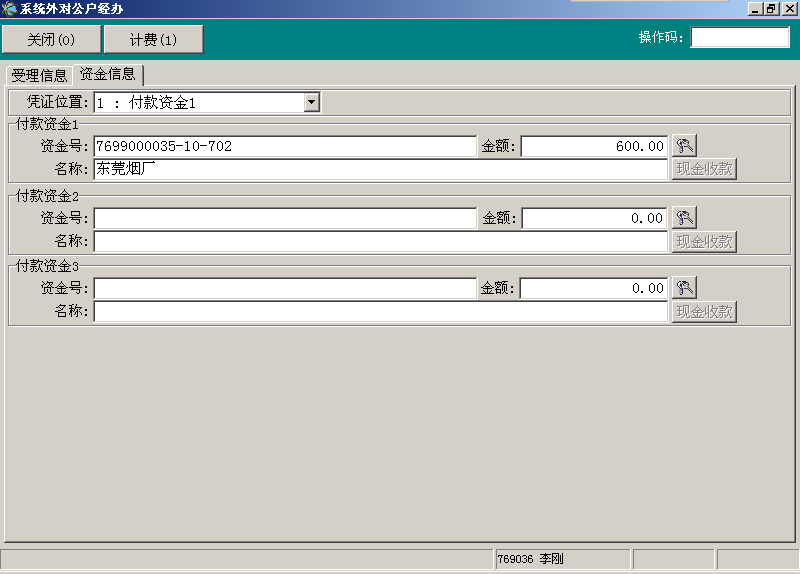 系统外对公户经办
关闭(O) 计费(1) 操作码:
受理信息 资金信息
凭证位置: 1 : 付款资金1
付款资金1
资金号: 7699000035-10-702 金额: 600.00
名称: 东莞烟厂 现金收款
付款资金2
资金号: 金额: 0.00
名称: 现金收款
付款资金3
资金号: 金额: 0.00
名称: 现金收款
769036 李刚